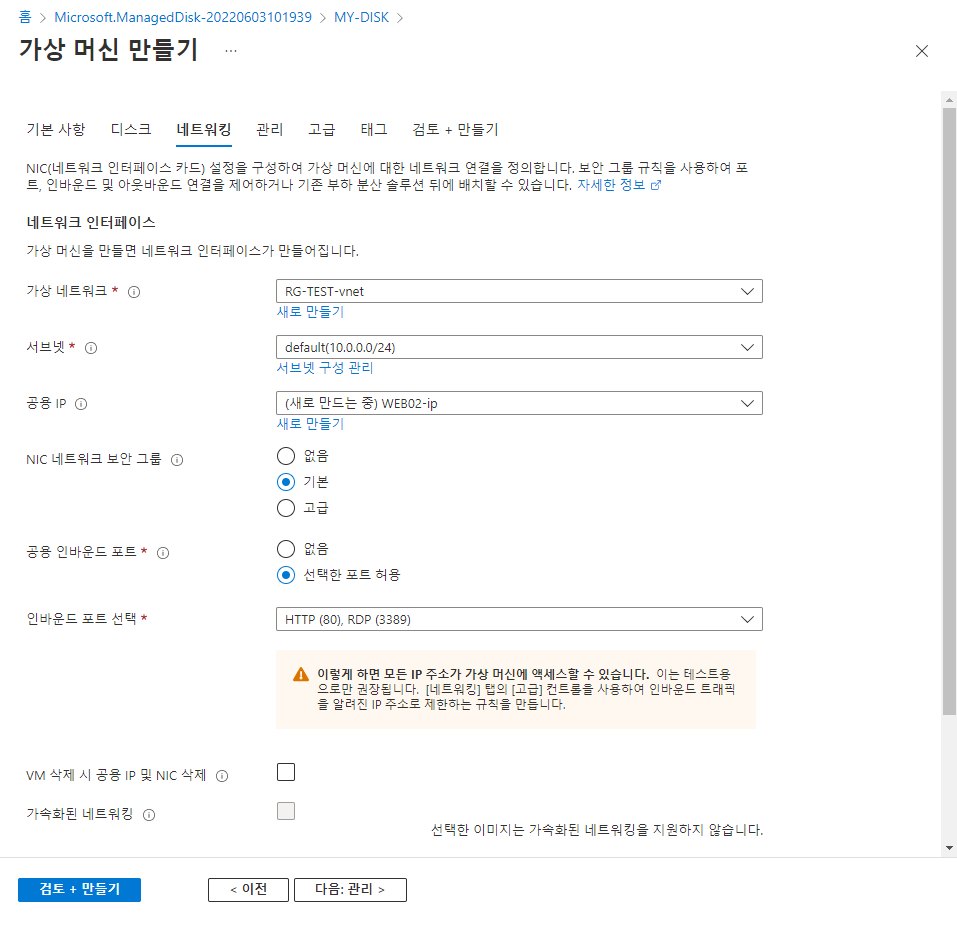 홈 > Microsoft.ManagedDisk-20220603101939 > MY-DISK >
가상 머신 만들기 ...
기본 사항 디스크 네트워킹 관리 고급 태그 검토 + 만들기
NIC(네트워크 인터페이스 카드) 설정을 구성하여 가상 머신에 대한 네트워크 연결을 정의합니다. 보안 그룹 규칙을 사용하여 포
트, 인바운드 및 아웃바운드 연결을 제어하거나 기존 부하 분산 솔루션 뒤에 배치할 수 있습니다. 자세한 정보
네트워크 인터페이스
가상 머신을 만들면 네트워크 인터페이스가 만들어집니다.
가상 네트워크 * RG-TEST-vnet
새로 만들기
서브넷 * default(10.0.0.0/24)
서브넷 구성 관리
공용 IP (새로 만드는 중) WEB02-ip
새로 만들기
NIC 네트워크 보안 그룹 없음
기본
고급
공용 인바운드 포트 * 없음
선택한 포트 허용
인바운드 포트 선택 * HTTP (80), RDP (3389)
이렇게 하면 모든 IP 주소가 가상 머신에 액세스할 수 있습니다. 이는 테스트용
으로만 권장됩니다. [네트워킹] 탭의 [고급] 컨트롤을 사용하여 인바운드 트래픽
을 알려진 IP 주소로 제한하는 규칙을 만듭니다.
VM 삭제 시 공용 IP 및 NIC 삭제
가속화된 네트워킹
선택한 이미지는 가속화된 네트워킹을 지원하지 않습니다.
검토 + 만들기 < 이전 다음: 관리 >